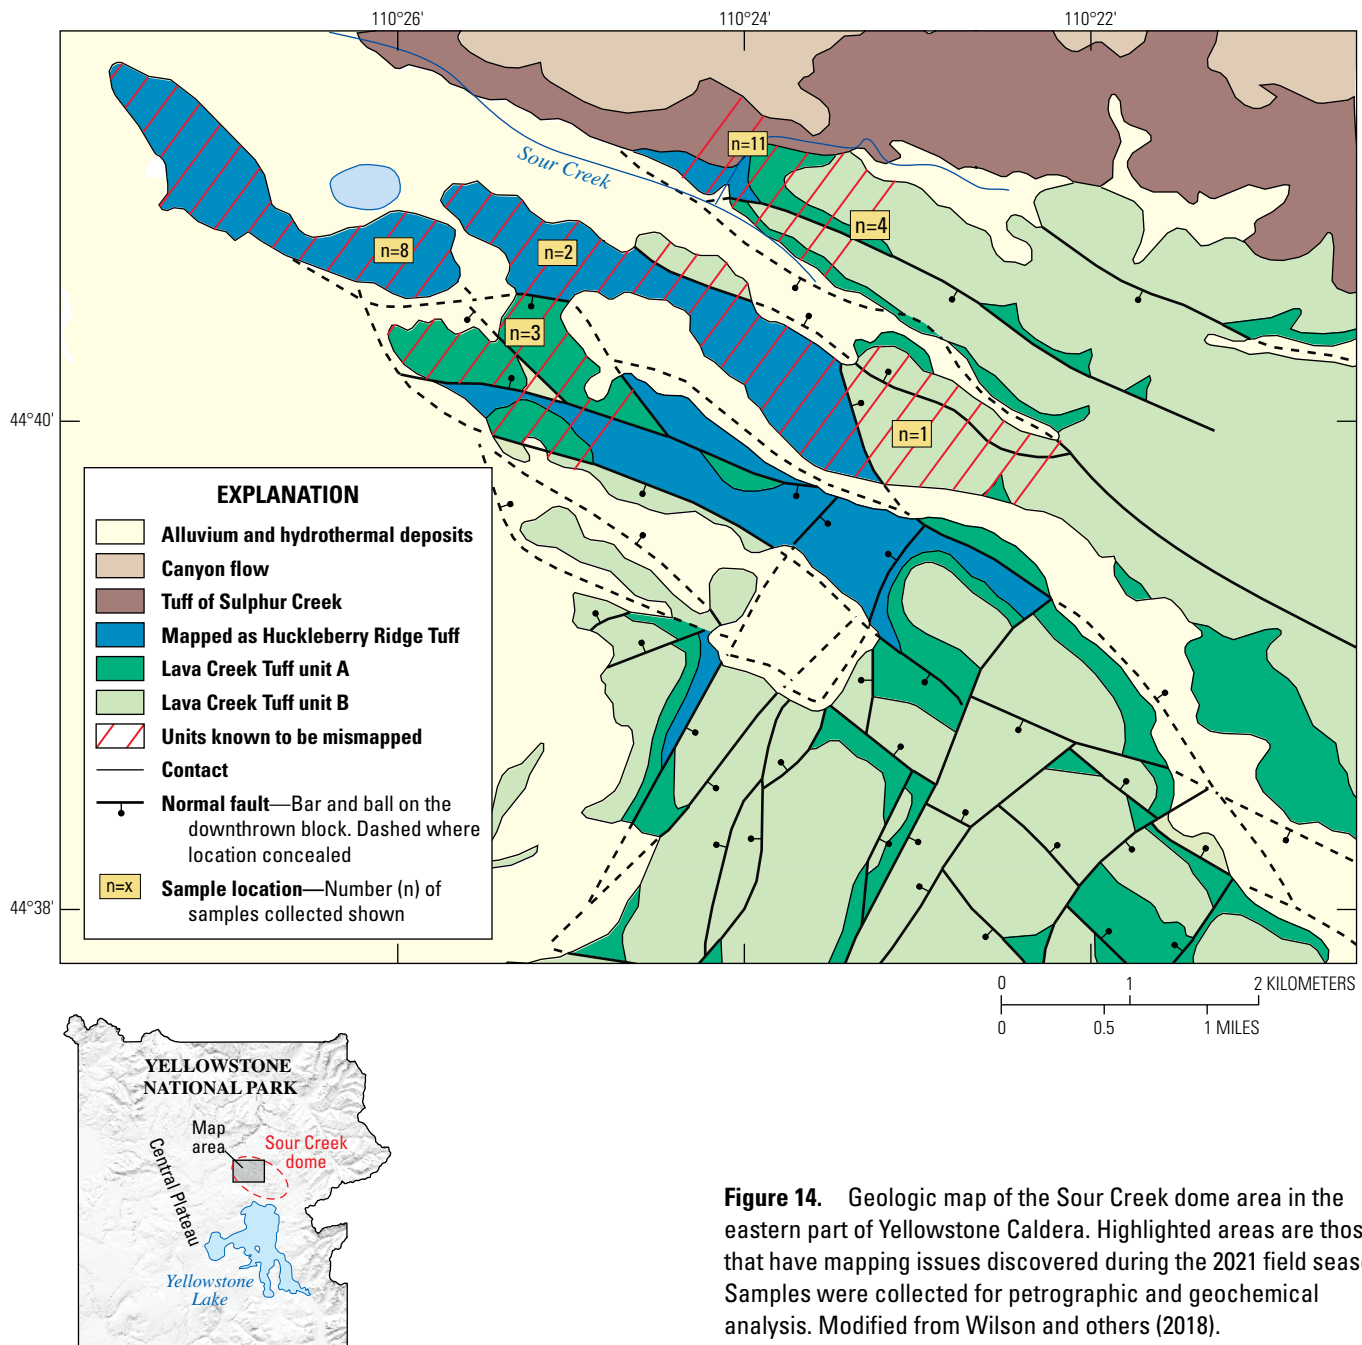 110°26'
110°24'
110°22'
44°40'
44°38'
Sour Creek
n=11
n=4
n=8
n=2
n=3
n=1
EXPLANATION
Alluvium and hydrothermal deposits
Canyon flow
Tuff of Sulphur Creek
Mapped as Huckleberry Ridge Tuff
Lava Creek Tuff unit A
Lava Creek Tuff unit B
Units known to be mismapped
Contact
Normal fault—Bar and ball on the
downthrown block. Dashed where
location concealed
n=x
Sample location—Number (n) of
samples collected shown
0 1 2 KILOMETERS
0 0.5 1 MILES
YELLOWSTONE
NATIONAL PARK
Map
area
Sour Creek
dome
Central Plateau
Yellowstone
Lake
Figure 14. Geologic map of the Sour Creek dome area in the
eastern part of Yellowstone Caldera. Highlighted areas are thos
that have mapping issues discovered during the 2021 field seas
Samples were collected for petrographic and geochemical
analysis. Modified from Wilson and others (2018).